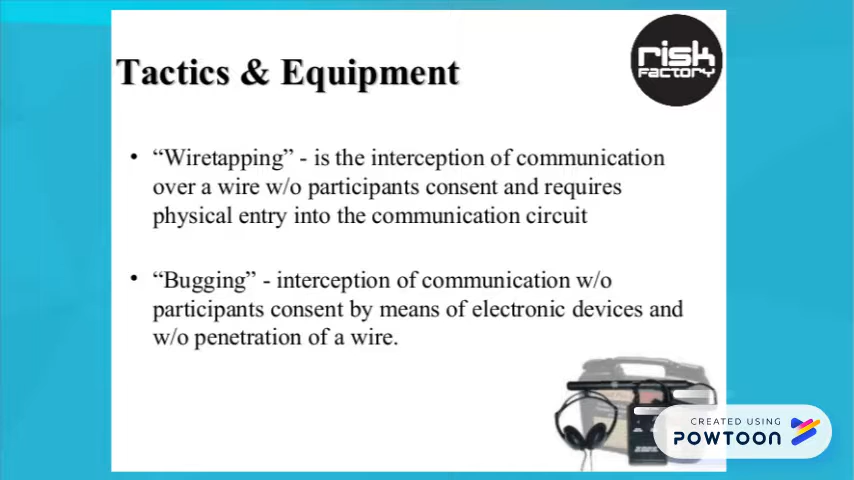 risk
FACTORY
Tactics & Equipment
• “Wiretapping” - is the interception of communication
over a wire w/o participants consent and requires
physical entry into the communication circuit
• “Bugging” - interception of communication w/o
participants consent by means of electronic devices and
w/o penetration of a wire.
CREATED USING
POWTOON